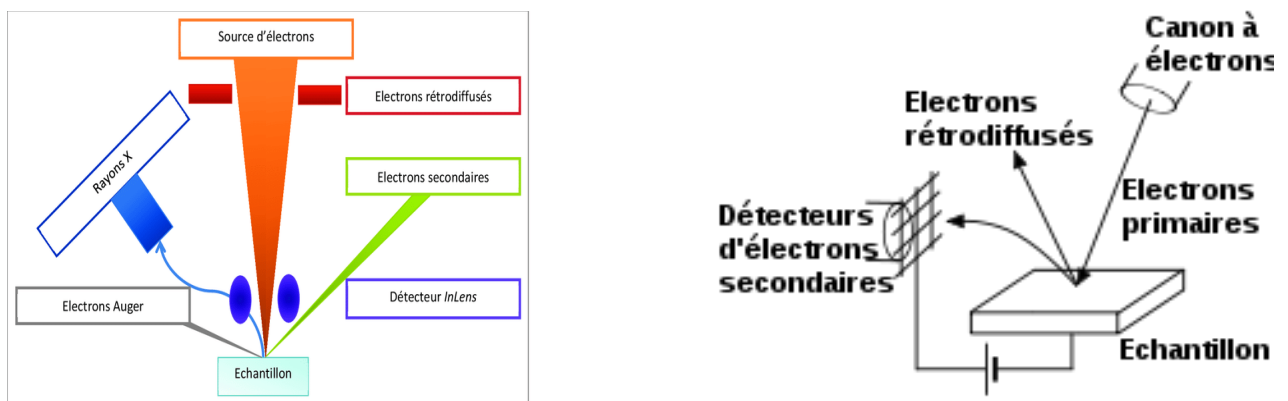 Source d'électrons
Electrons rétrodiffusés
Rayons X
Electrons secondaires
Electrons Auger
Détecteur InLens
Echantillon
Canon à
électrons
Electrons
rétrodiffusés
Electrons
primaires
Détecteurs
d'électrons
secondaires
Echantillon